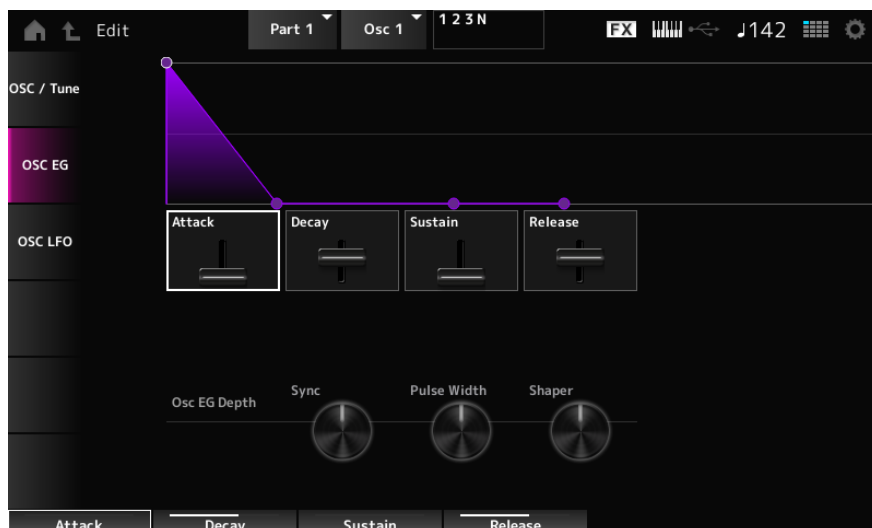 Edit
Part 1
Osc 1
1 2 3 N
FX
♩142
OSC / Tune
OSC EG
OSC LFO
Attack
Decay
Sustain
Release
Osc EG Depth
Sync
Pulse Width
Shaper
Attack
Decay
Sustain
Release